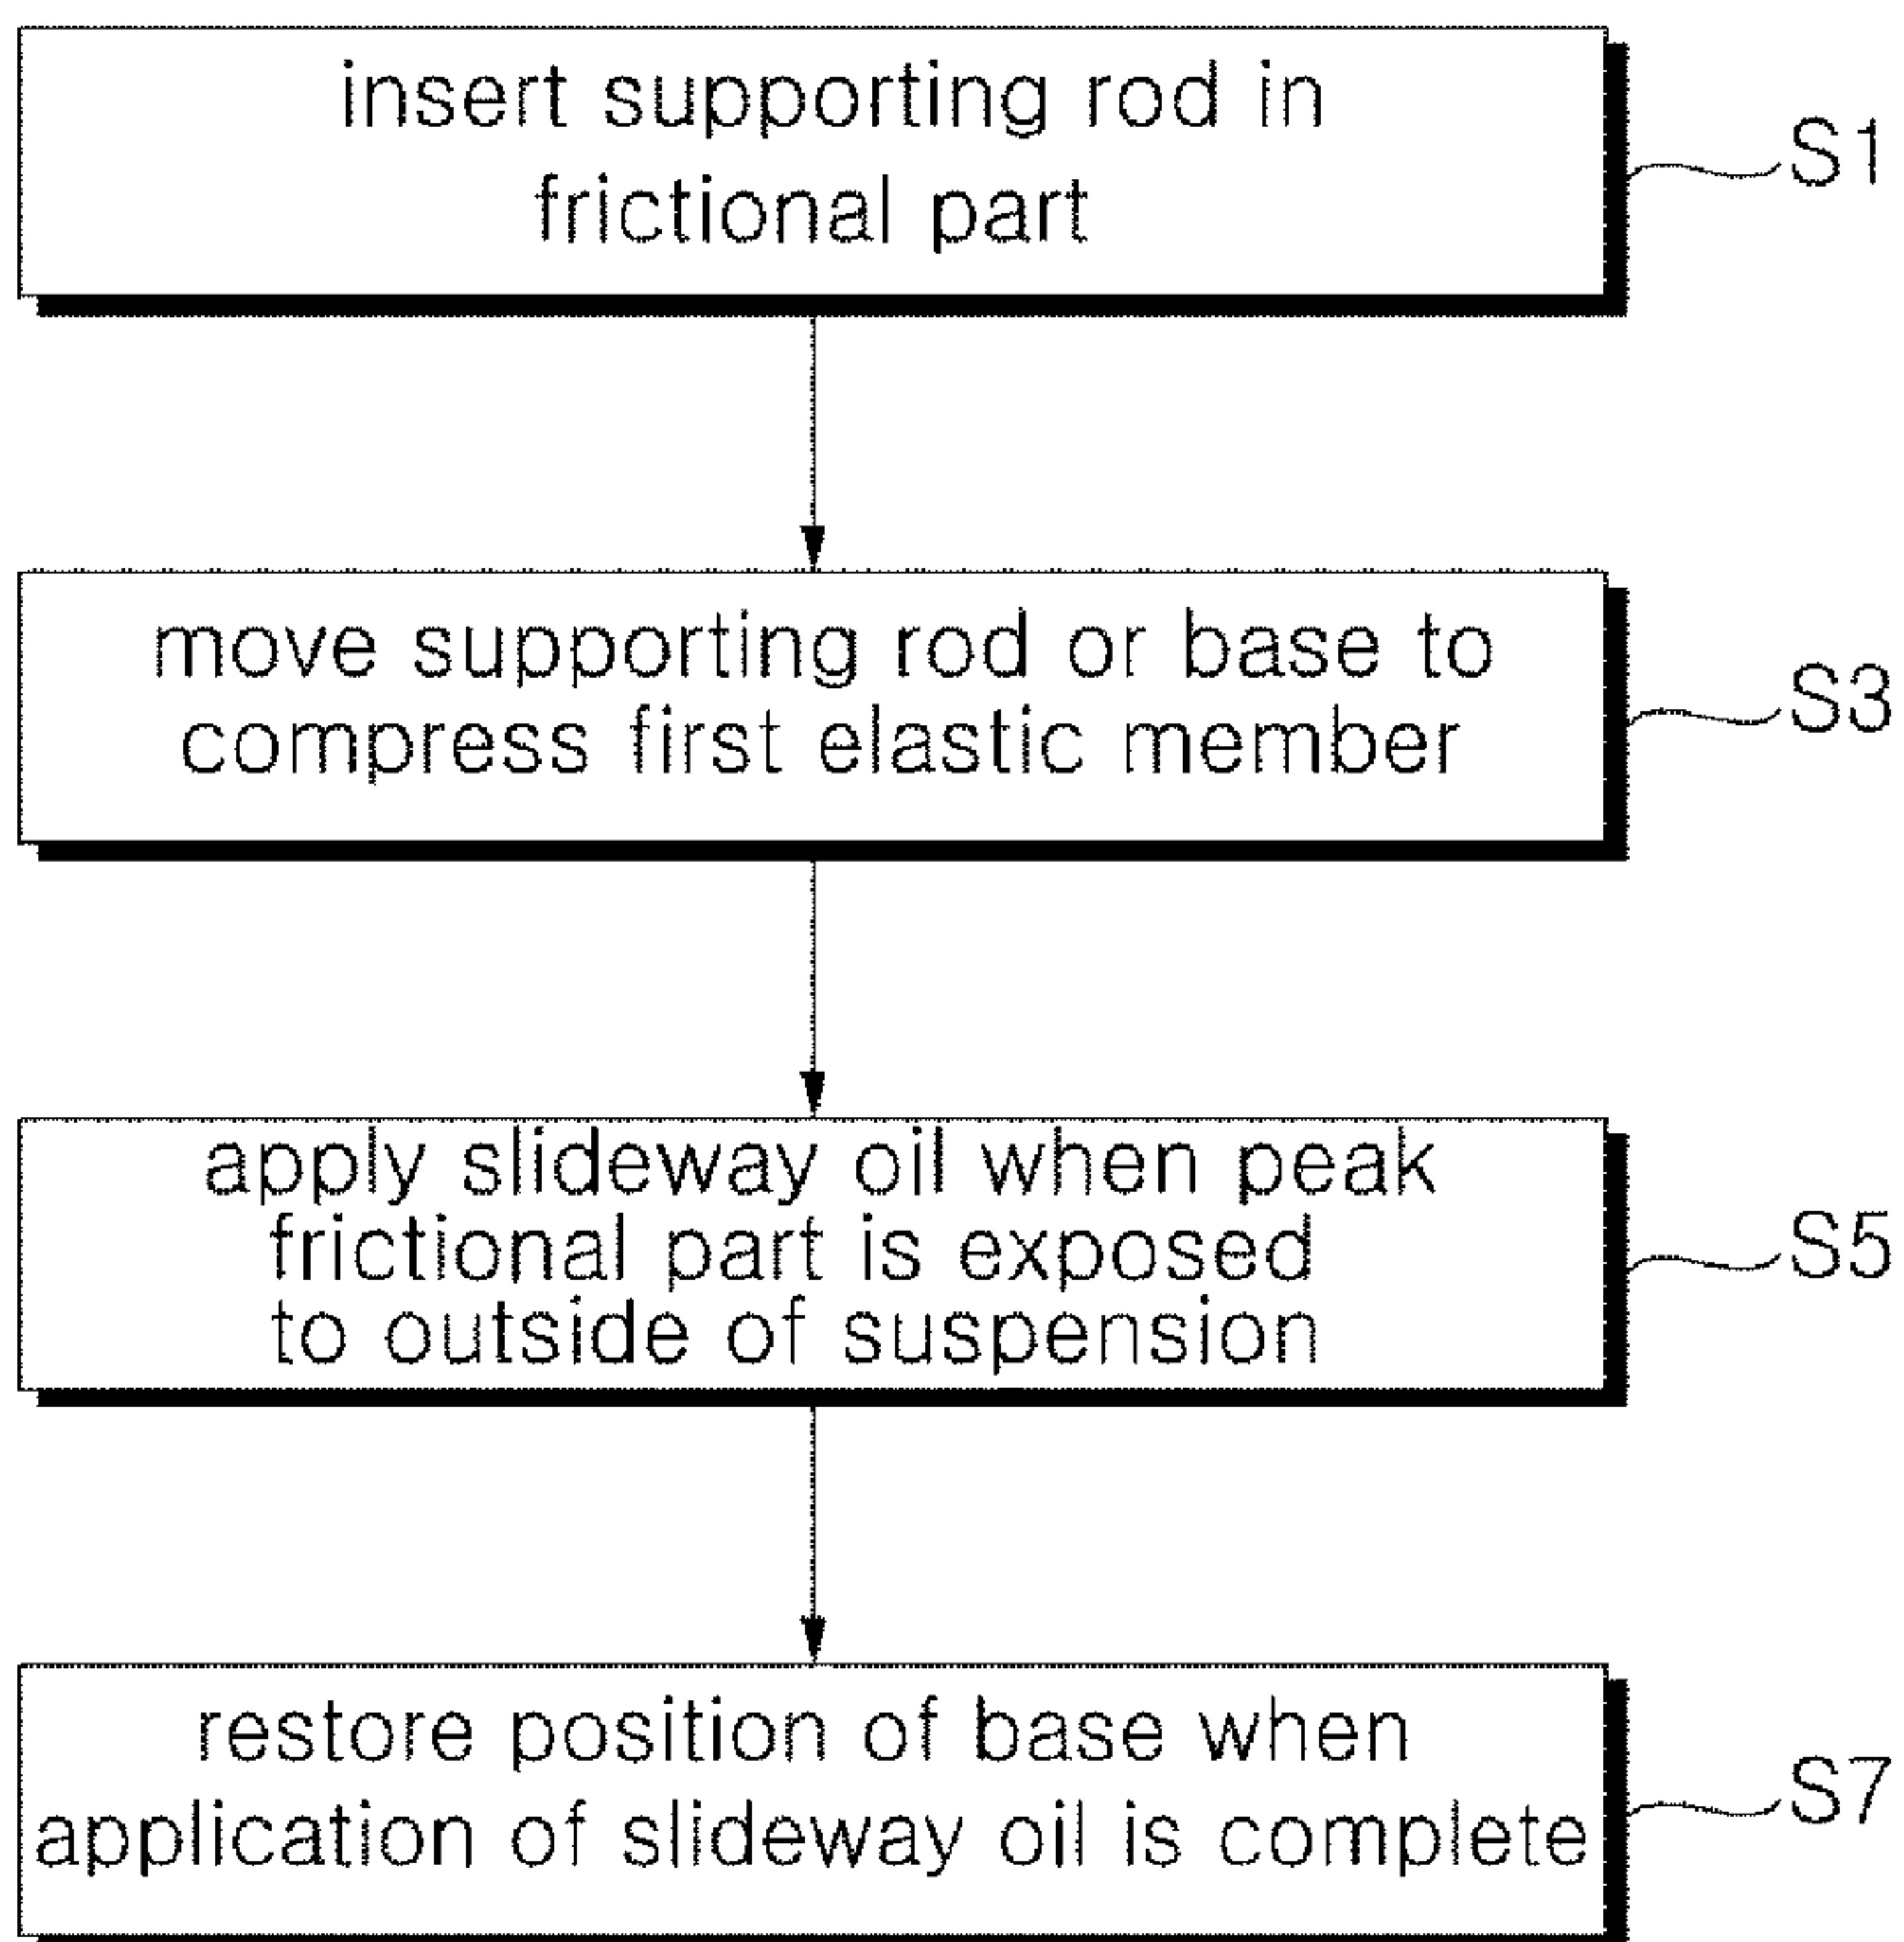 insert supporting rod in
frictional part
S1
move supporting rod or base to
compress first elastic member
S3
apply slideway oil when peak
frictional part is exposed
to outside of suspension
S5
restore position of base when
application of slideway oil is complete
S7